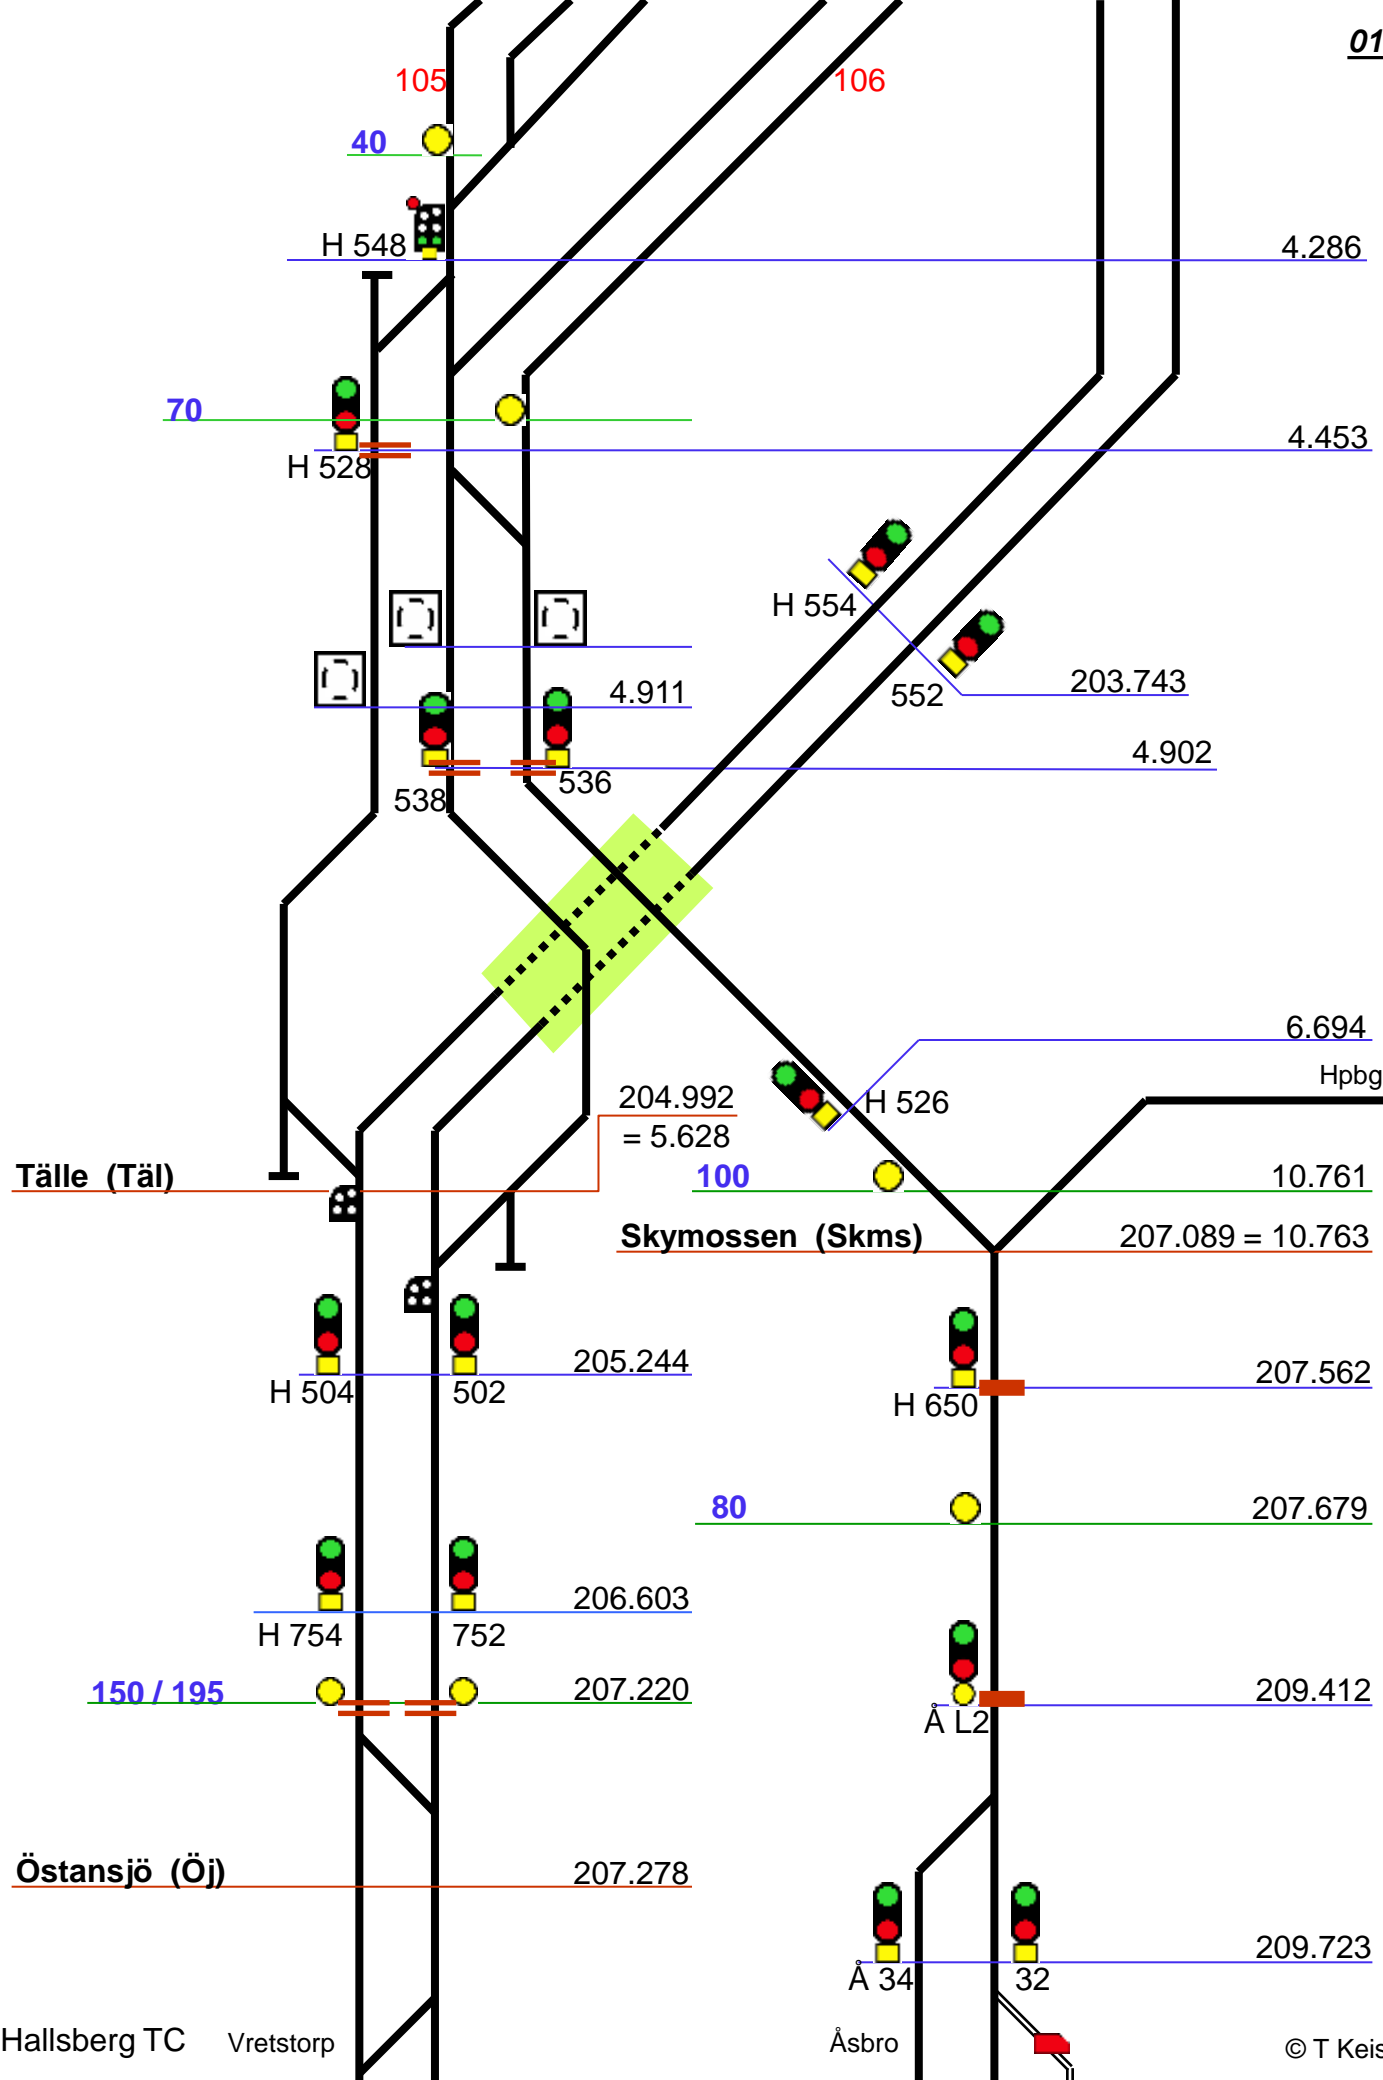 01
105
106
40
H 548
4.286
70
4.453
H 528
H 554
552
203.743
4.911
4.902
536
538
6.694
Hpbg
204.992
H 526
= 5.628
Tälle (Täl)
100
10.761
Skymossen (Skms)
207.089 = 10.763
205.244
207.562
H 504
502
H 650
80
207.679
206.603
H 754
752
150 / 195
207.220
209.412
Å L2
Östansjö (Öj)
207.278
209.723
Å 34
32
Hallsberg TC
Vretstorp
Åsbro
© T Keis